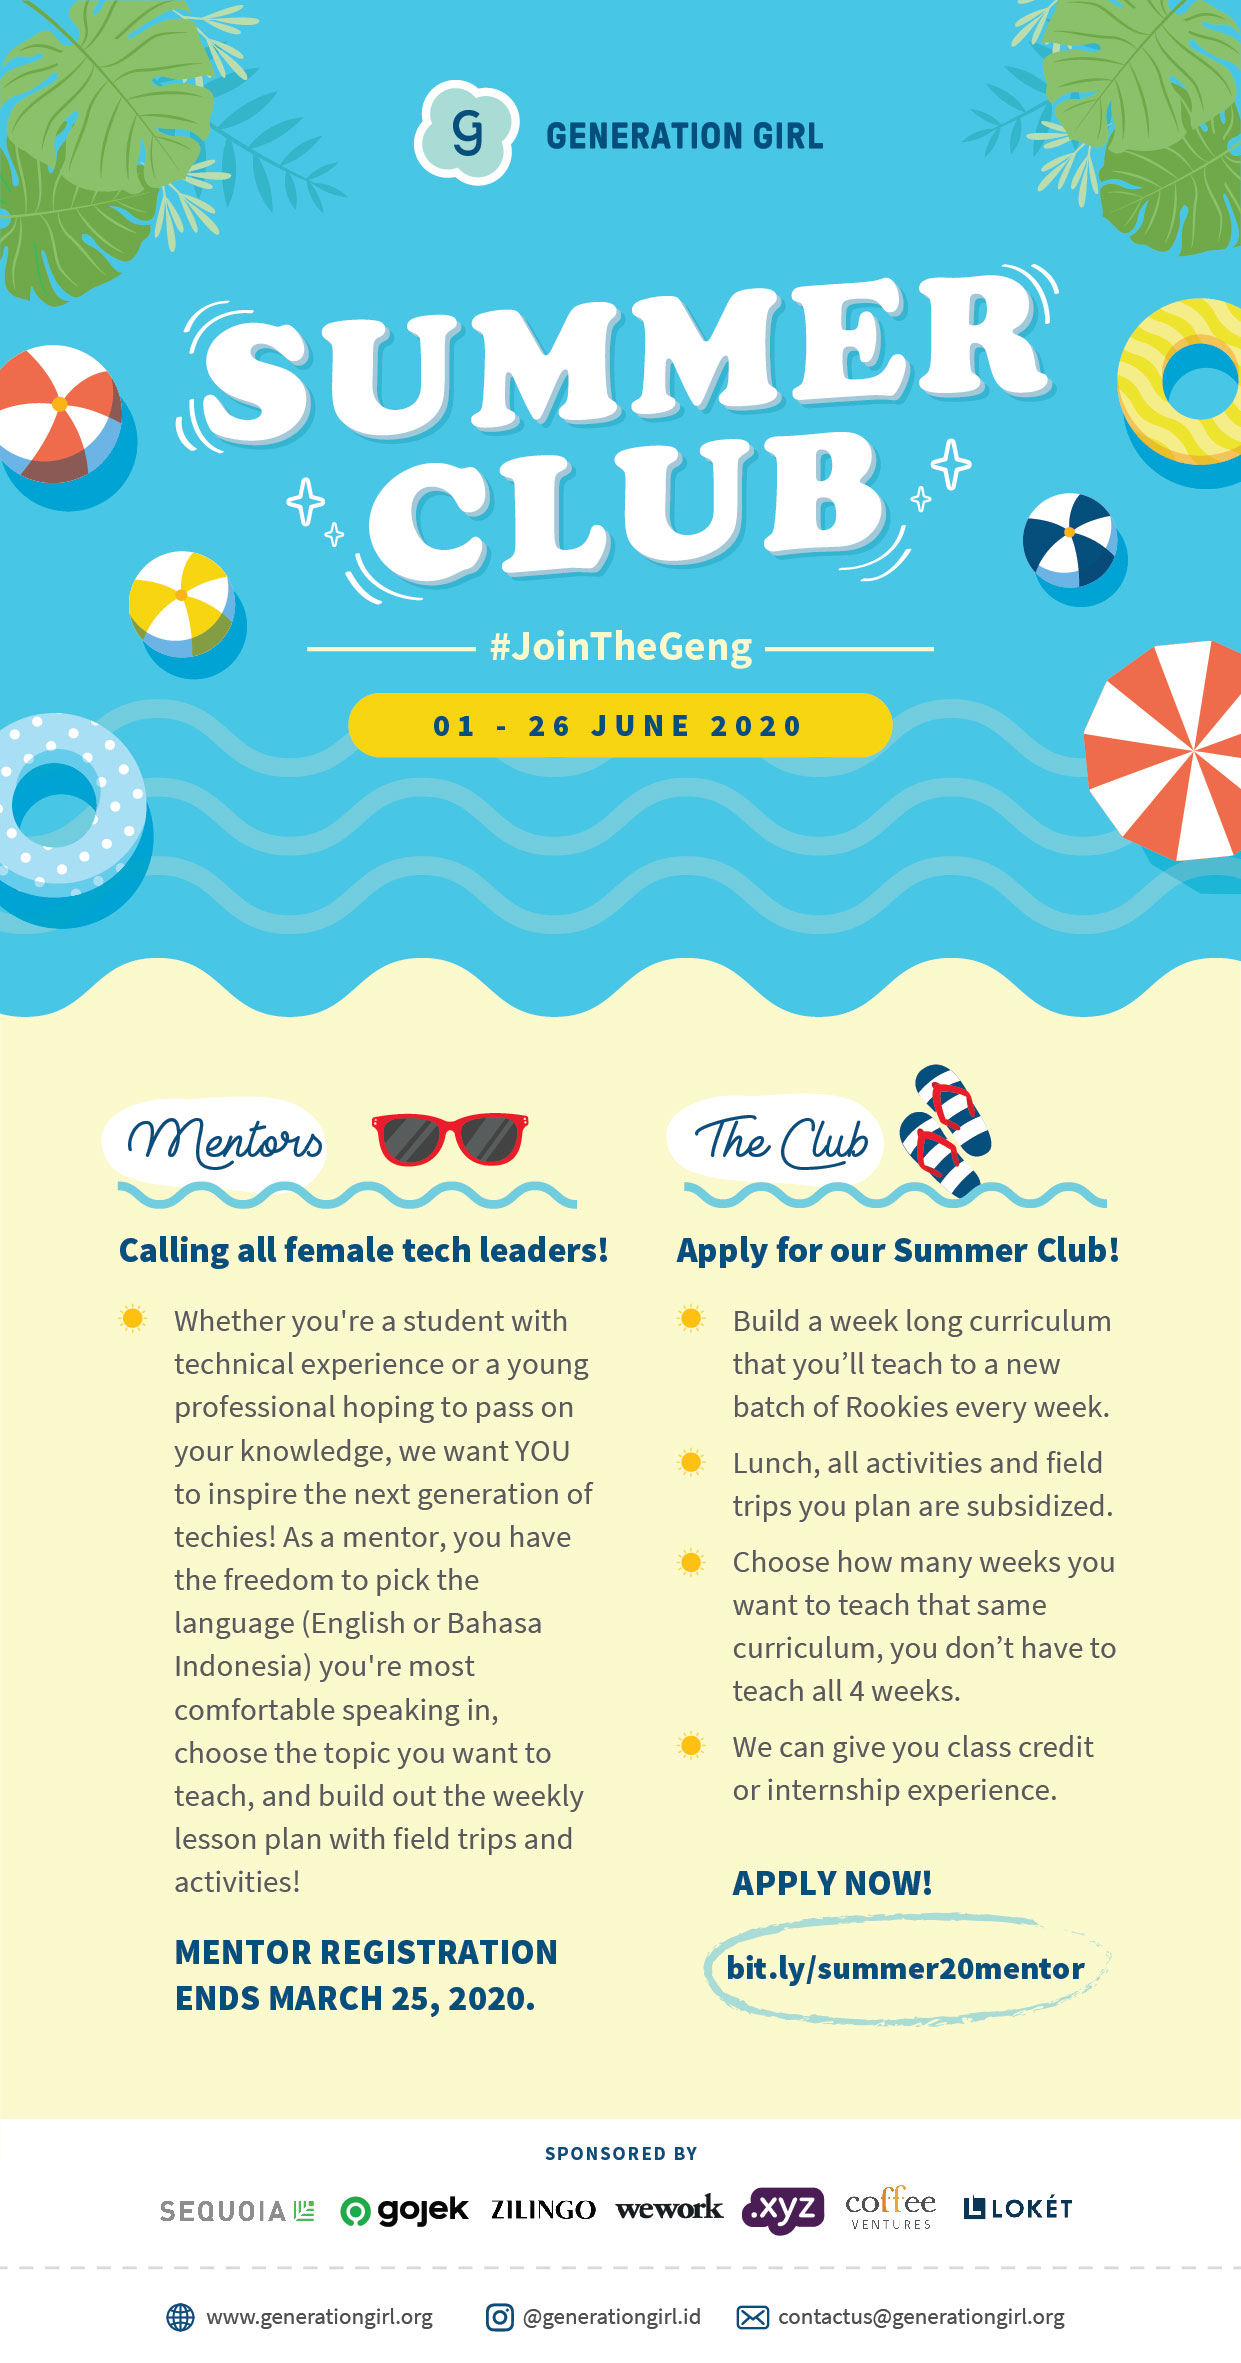 g
GENERATION GIRL
SUMMER
CLUB
#JoinTheGeng
01 - 26 JUNE 2020
Mentors
Calling all female tech leaders!
Whether you're a student with
technical experience or a young
professional hoping to pass on
your knowledge, we want YOU
to inspire the next generation of
techies! As a mentor, you have
the freedom to pick the
language (English or Bahasa
Indonesia) you're most
comfortable speaking in,
choose the topic you want to
teach, and build out the weekly
lesson plan with field trips and
activities!
MENTOR REGISTRATION
ENDS MARCH 25, 2020.
The Club
Apply for our Summer Club!
Build a week long curriculum
that you’ll teach to a new
batch of Rookies every week.
Lunch, all activities and field
trips you plan are subsidized.
Choose how many weeks you
want to teach that same
curriculum, you don’t have to
teach all 4 weeks.
We can give you class credit
or internship experience.
APPLY NOW!
bit.ly/summer20mentor
SPONSORED BY
SEQUOIA
gojek
ZILINGO
wework
.xyz
coffee
VENTURES
LOKÉT
www.generationgirl.org
@generationgirl.id
contactus@generationgirl.org